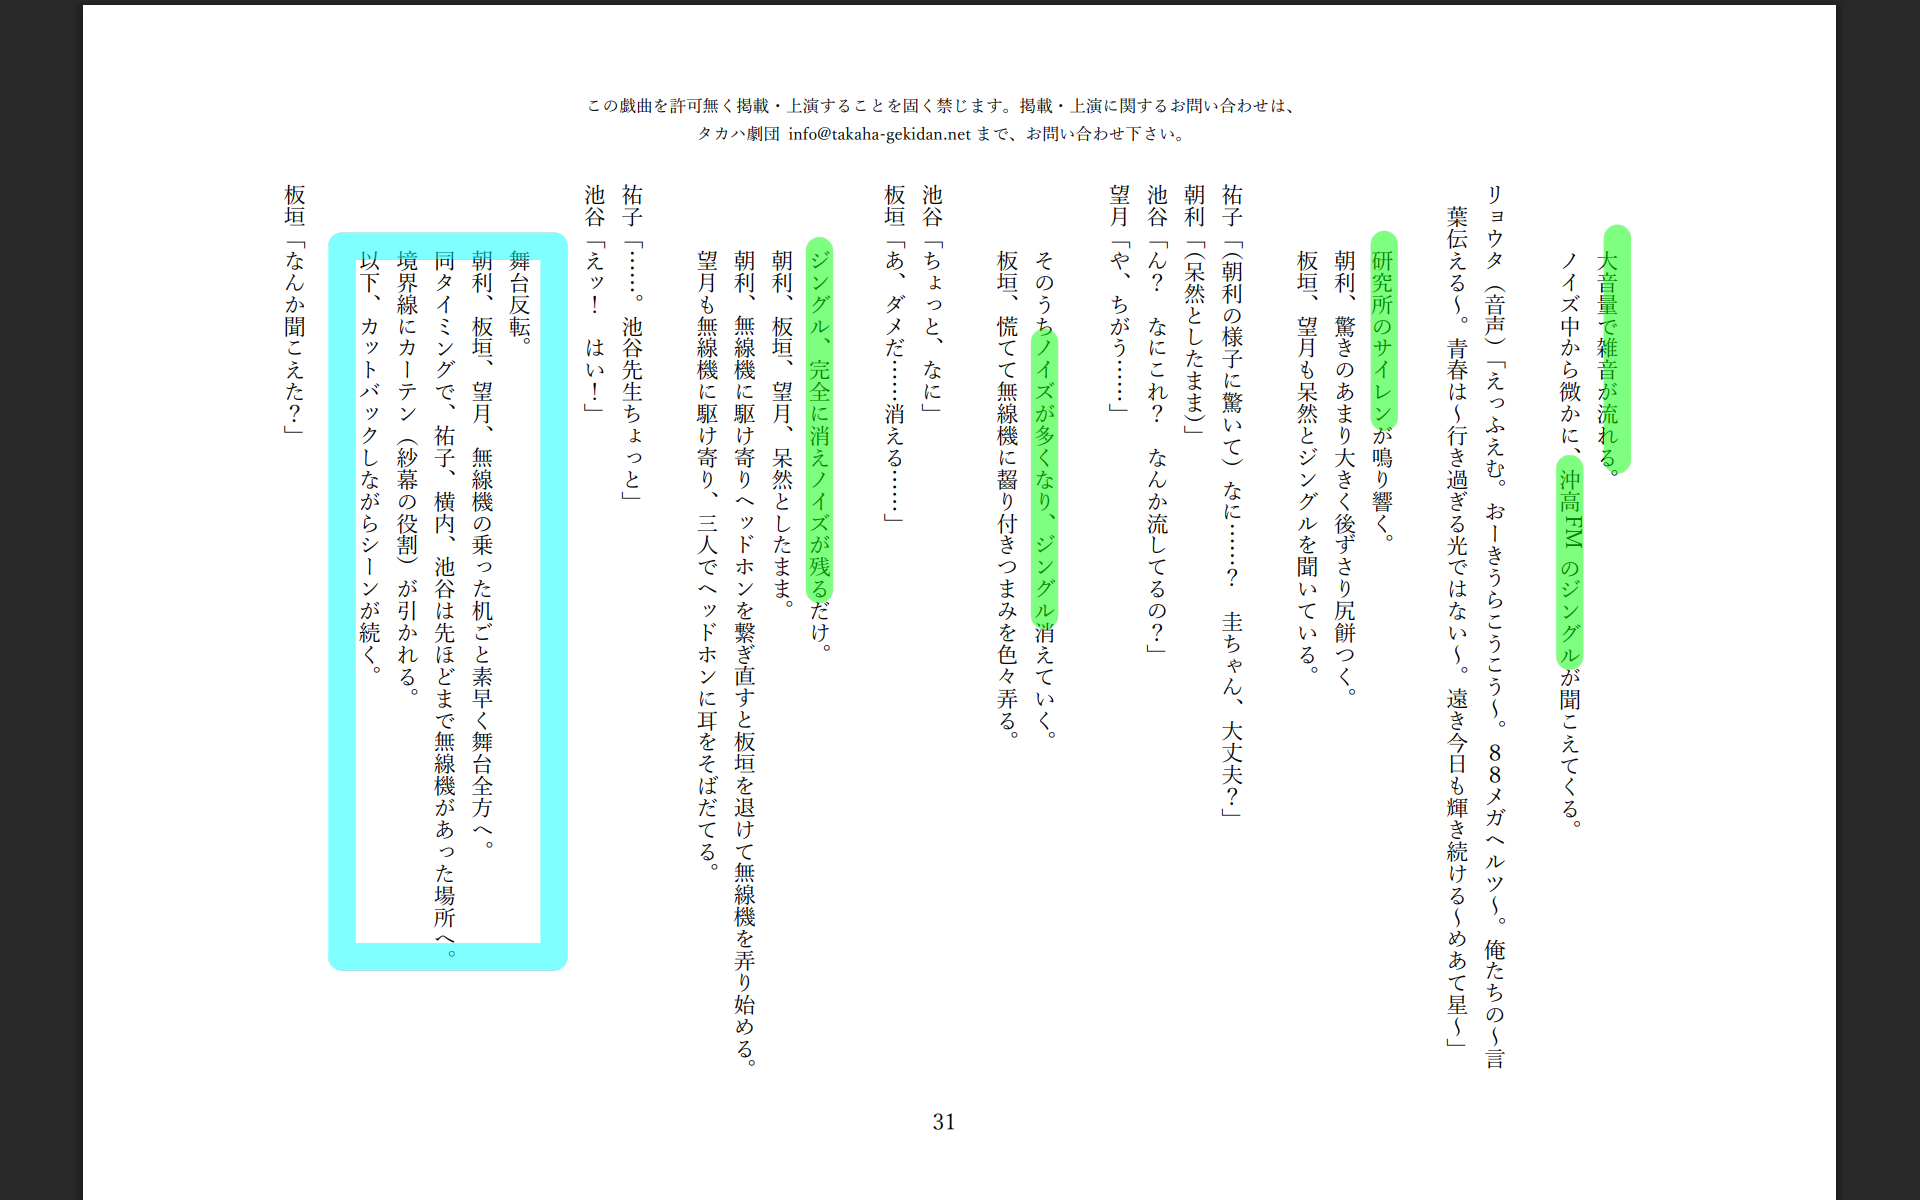 この戯曲を許可無く掲載・上演することを固く禁じます。掲載・上演に関するお問い合わせは、
タカハ劇団 info@takaha-gekidan.net まで、お問い合わせ下さい。
大音量で雑音が流れる。
ノイズ中から微かに、沖高FMのジングルが聞こえてくる。
リョウタ（音声）「えっふえむ。おーきうらこうこう～。８８メガヘルツ～。俺たちの～言
葉伝える～。青春は～行き過ぎる光ではない～。遠き今日も輝き続ける～めあて星～」
研究所のサイレンが鳴り響く。
朝利、驚きのあまり大きく後ずさり尻餅つく。
板垣、望月も呆然とジングルを聞いている。
祐子「（朝利の様子に驚いて）なに……？　圭ちゃん、大丈夫？」
朝利「（呆然としたまま）」
池谷「ん？　なにこれ？　なんか流してるの？」
望月「や、ちがう……」
そのうちノイズが多くなり、ジングル消えていく。
板垣、慌てて無線機に齧り付きつまみを色々弄る。
池谷「ちょっと、なに」
板垣「あ、ダメだ……消える……」
ジングル、完全に消えノイズが残るだけ。
朝利、板垣、望月、呆然としたまま。
朝利、無線機に駆け寄りヘッドホンを繋ぎ直すと板垣を退けて無線機を弄り始める。
望月も無線機に駆け寄り、三人でヘッドホンに耳をそばだてる。
祐子「……。池谷先生ちょっと」
池谷「えッ！　はい！」
舞台反転。
朝利、板垣、望月、無線機の乗った机ごと素早く舞台全方へ。
同タイミングで、祐子、横内、池谷は先ほどまで無線機があった場所へ。
境界線にカーテン（紗幕の役割）が引かれる。
以下、カットバックしながらシーンが続く。
板垣「なんか聞こえた？」
31